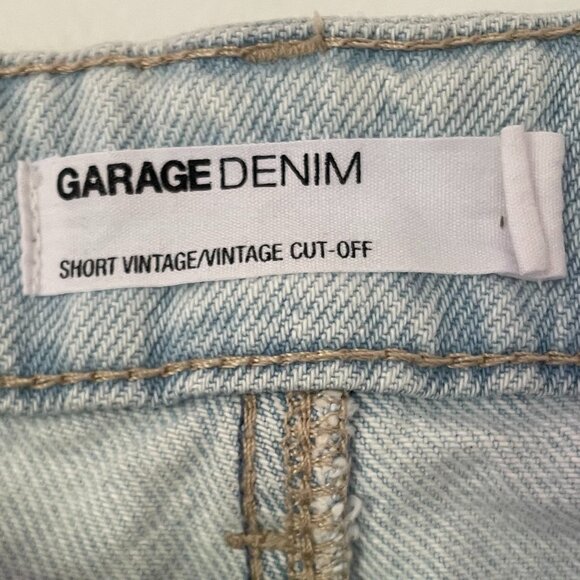 GARAGE DENIM
SHORT VINTAGE/VINTAGE CUT-OFF